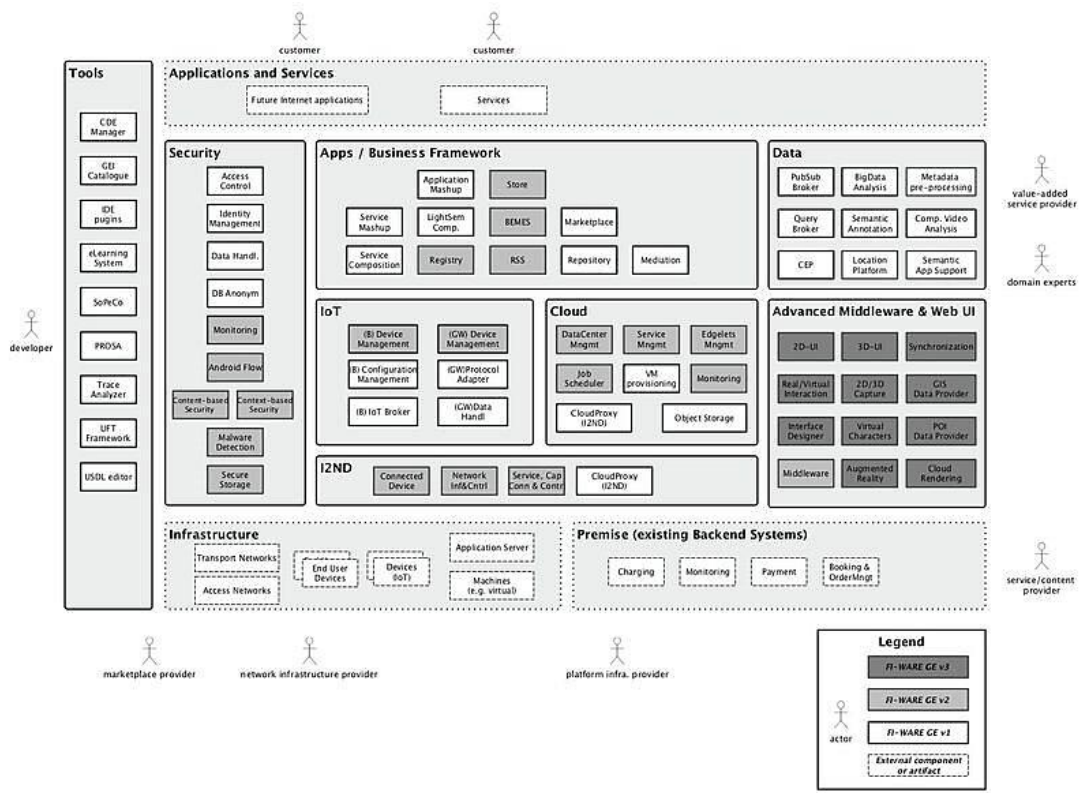 customer
customer
Tools
Applications and Services
Future Internet applications
Services
CDE
Manager
GEI
Catalogue
IDE
pugins
eLearning
System
SoPeCo
PROSA
Trace
Analyzer
UFT
Framework
USDL editor
developer
Security
Access
Control
Identity
Management
Data Handl.
DB Anonym
Monitoring
Android Flow
Content-based
Security
Context-based
Security
Malware
Detection
Secure
Storage
Apps / Business Framework
Application
Mashup
Store
Service
Mashup
LightSem
Comp.
BEMES
Marketplace
Service
Composition
Registry
RSS
Repository
Mediation
Data
PubSub
Broker
BigData
Analysis
Metadata
pre-processing
Query
Broker
Semantic
Annotation
Comp. Video
Analysis
CEP
Location
Platform
Semantic
App Support
value-added
service provider
domain experts
IoT
(B) Device
Management
(GW) Device
Management
(B) Configuration
Management
(GW)Protocol
Adapter
(B) IoT Broker
(GW)Data
Handl
Cloud
DataCenter
Mngmt
Service
Mngmt
Edgelets
Mngmt
Job
Scheduler
VM
provisioning
Monitoring
CloudProxy
(I2ND)
Object Storage
Advanced Middleware & Web UI
2D-UI
3D-UI
Synchronization
Real/Virtual
Interaction
2D/3D
Capture
GIS
Data Provider
Interface
Designer
Virtual
Characters
POI
Data Provider
Middleware
Augmented
Reality
Cloud
Rendering
I2ND
Connected
Device
Network
Inf&Cntrl
Service, Cap
Conn & Contr
CloudProxy
(I2ND)
Infrastructure
Transport Networks
Access Networks
End User
Devices
Devices
(IoT)
Application Server
Machines
(e.g. virtual)
Premise (existing Backend Systems)
Charging
Monitoring
Payment
Booking &
OrderMngt
service/content
provider
marketplace provider
network infrastructure provider
platform infra. provider
Legend
FI-WARE GE v3
FI-WARE GE v2
FI-WARE GE v1
External component
or artifact
actor